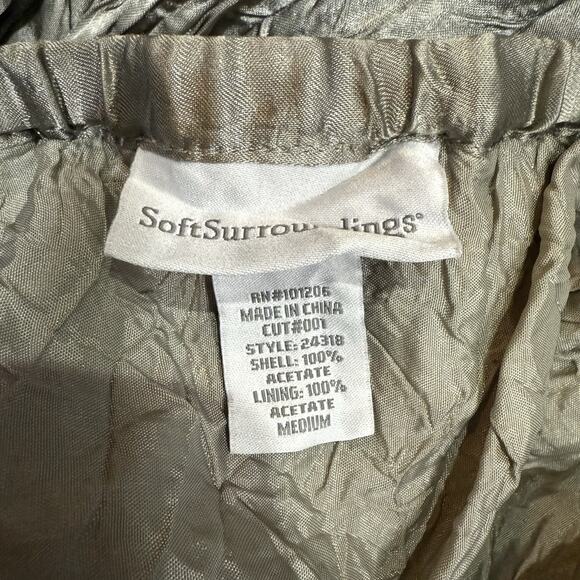 SoftSurroundings®
RN#101206
MADE IN CHINA
CUT#001
STYLE: 24318
SHELL: 100%
ACETATE
LINING: 100%
ACETATE
MEDIUM